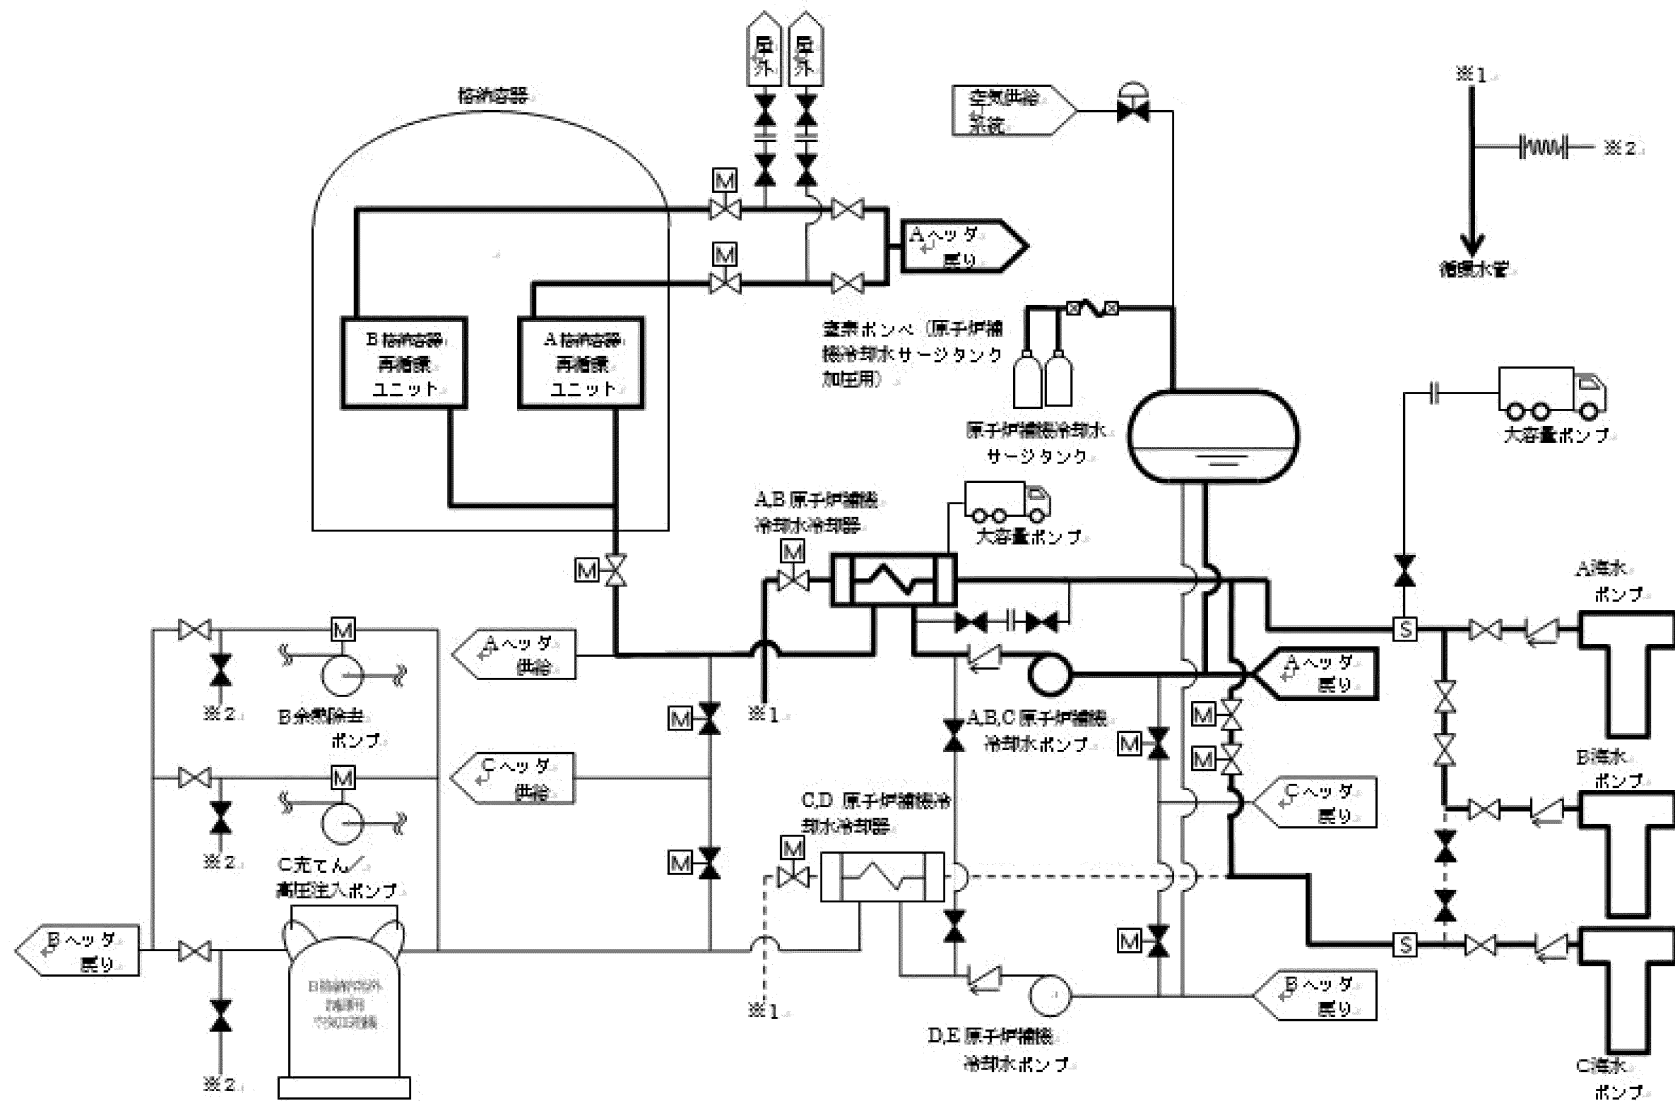 屋外
屋外
格納容器
空気供給
系統
※1
※2
循環水管
M
M
Aヘッダ
戻り
B格納容器
再循環
ユニット
A格納容器
再循環
ユニット
窒素ボンベ（原子炉補
機冷却水サージタンク
加圧用）
原子炉補機冷却水
サージタンク
大容量ポンプ
A,B原子炉補機
冷却水冷却器
大容量ポンプ
M
M
A海水
ポンプ
S
M
Aヘッダ
供給
Aヘッダ
戻り
※2
B余熱除去
ポンプ
M
※1
A,B,C原子炉補機
冷却水ポンプ
M
M
M
B海水
ポンプ
M
Cヘッダ
供給
Cヘッダ
戻り
C,D 原子炉補機冷
却水冷却器
※2
C充てん／
高圧注入ポンプ
M
M
Bヘッダ
戻り
M
S
Bヘッダ
戻り
※1
D,E原子炉補機
冷却水ポンプ
※2
C海水
ポンプ